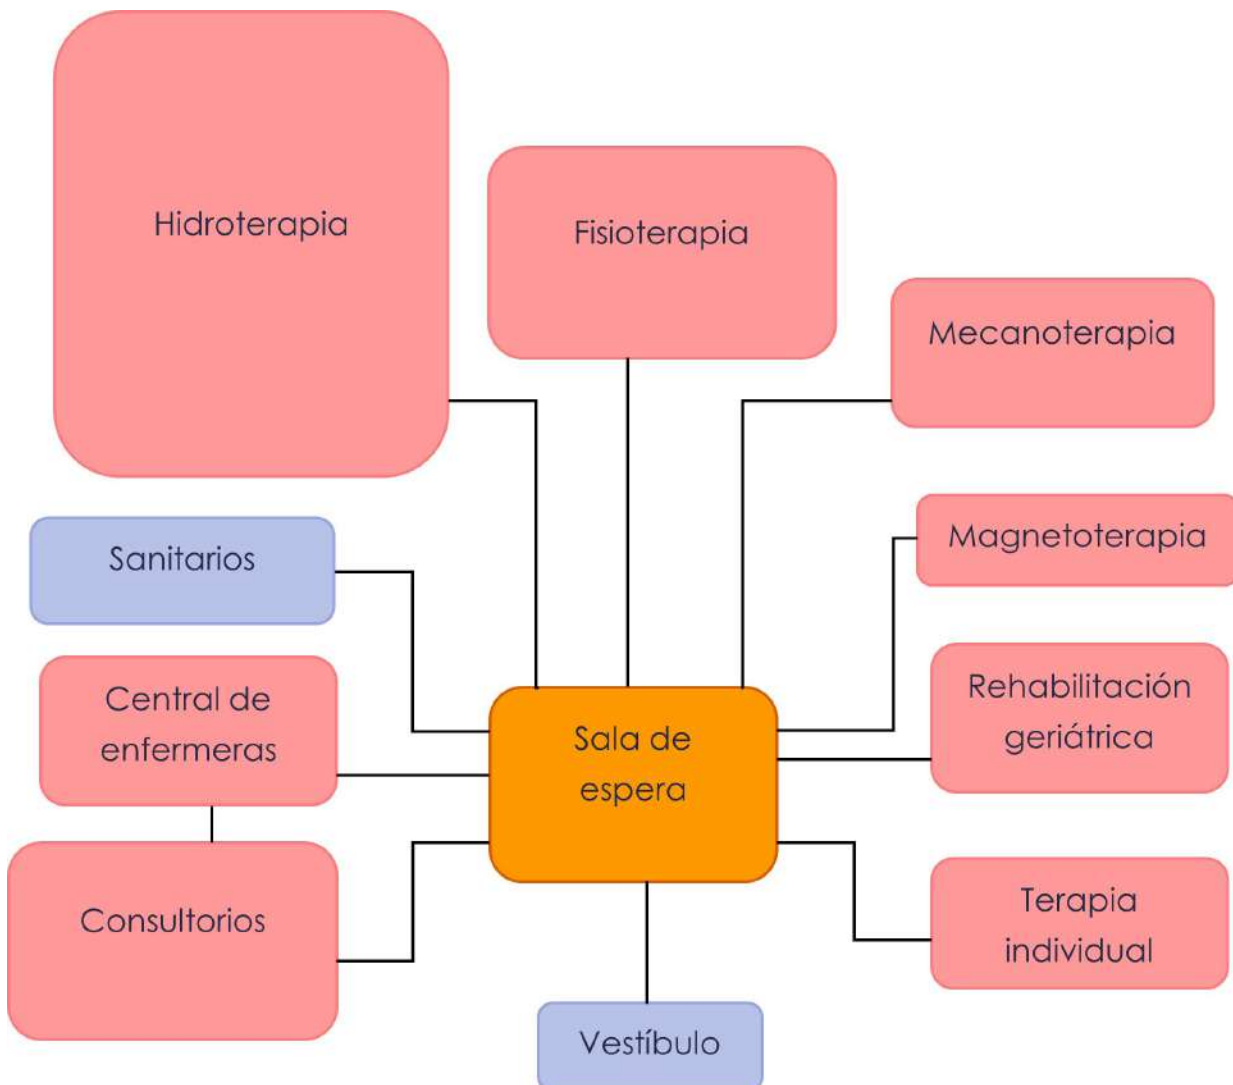 Hidroterapia
Fisioterapia
Mecanoterapia
Sanitarios
Magnetoterapia
Central de
enfermeras
Sala de
espera
Rehabilitación
geriátrica
Consultorios
Terapia
individual
Vestíbulo